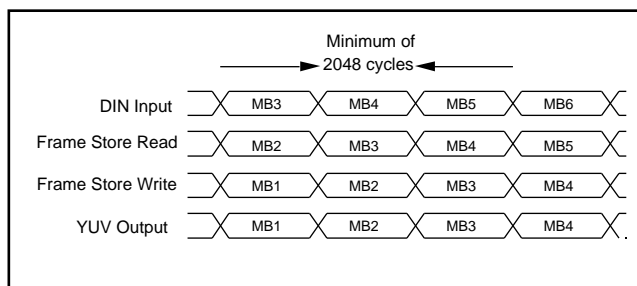 Minimum of
2048 cycles
DIN Input MB3 MB4 MB5 MB6
Frame Store Read MB2 MB3 MB4 MB5
Frame Store Write MB1 MB2 MB3 MB4
YUV Output MB1 MB2 MB3 MB4